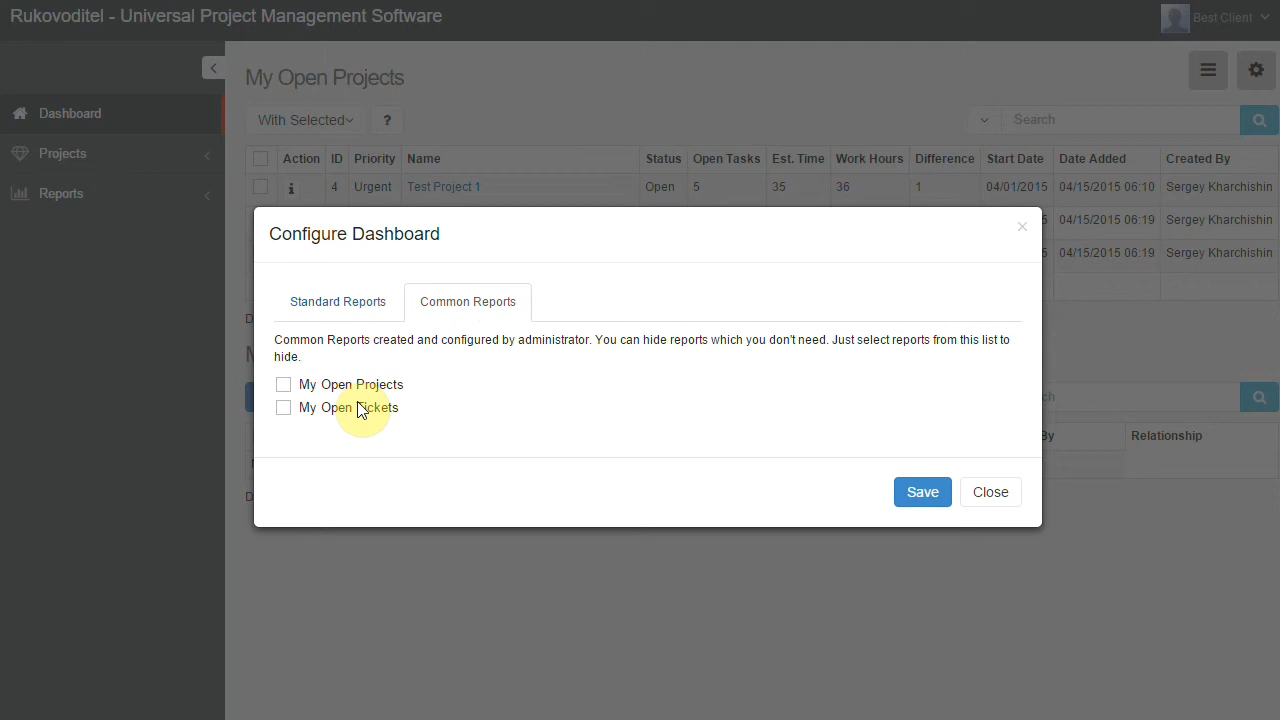 Rukovoditel - Universal Project Management Software
Best Client
Dashboard
Projects
Reports
My Open Projects
With Selected
?
Search
Action ID Priority Name Status Open Tasks Est. Time Work Hours Difference Start Date Date Added Created By
4 Urgent Test Project 1 Open 5 35 36 1 04/01/2015 04/15/2015 06:10 Sergey Kharchishin
5 04/15/2015 06:19 Sergey Kharchishin
5 04/15/2015 06:19 Sergey Kharchishin
Configure Dashboard
×
Standard Reports
Common Reports
Common Reports created and configured by administrator. You can hide reports which you don't need. Just select reports from this list to
hide.
My Open Projects
My Open Tickets
Save
Close
By
Relationship